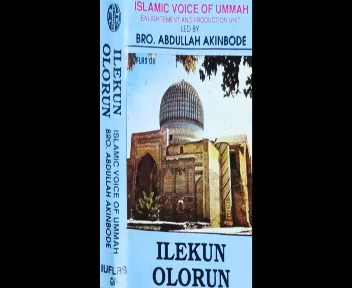 ISLAMIC VOICE OF UMMAH
ENLIGHTEMENT AND PRODUCTION UNIT
LED BY
BRO. ABDULLAH AKINBODE
ILEKUN
OLORUN
ILEKUN
OLORUN
ISLAMIC VOICE OF UMMAH
BRO. ABDULLAH AKINBODE